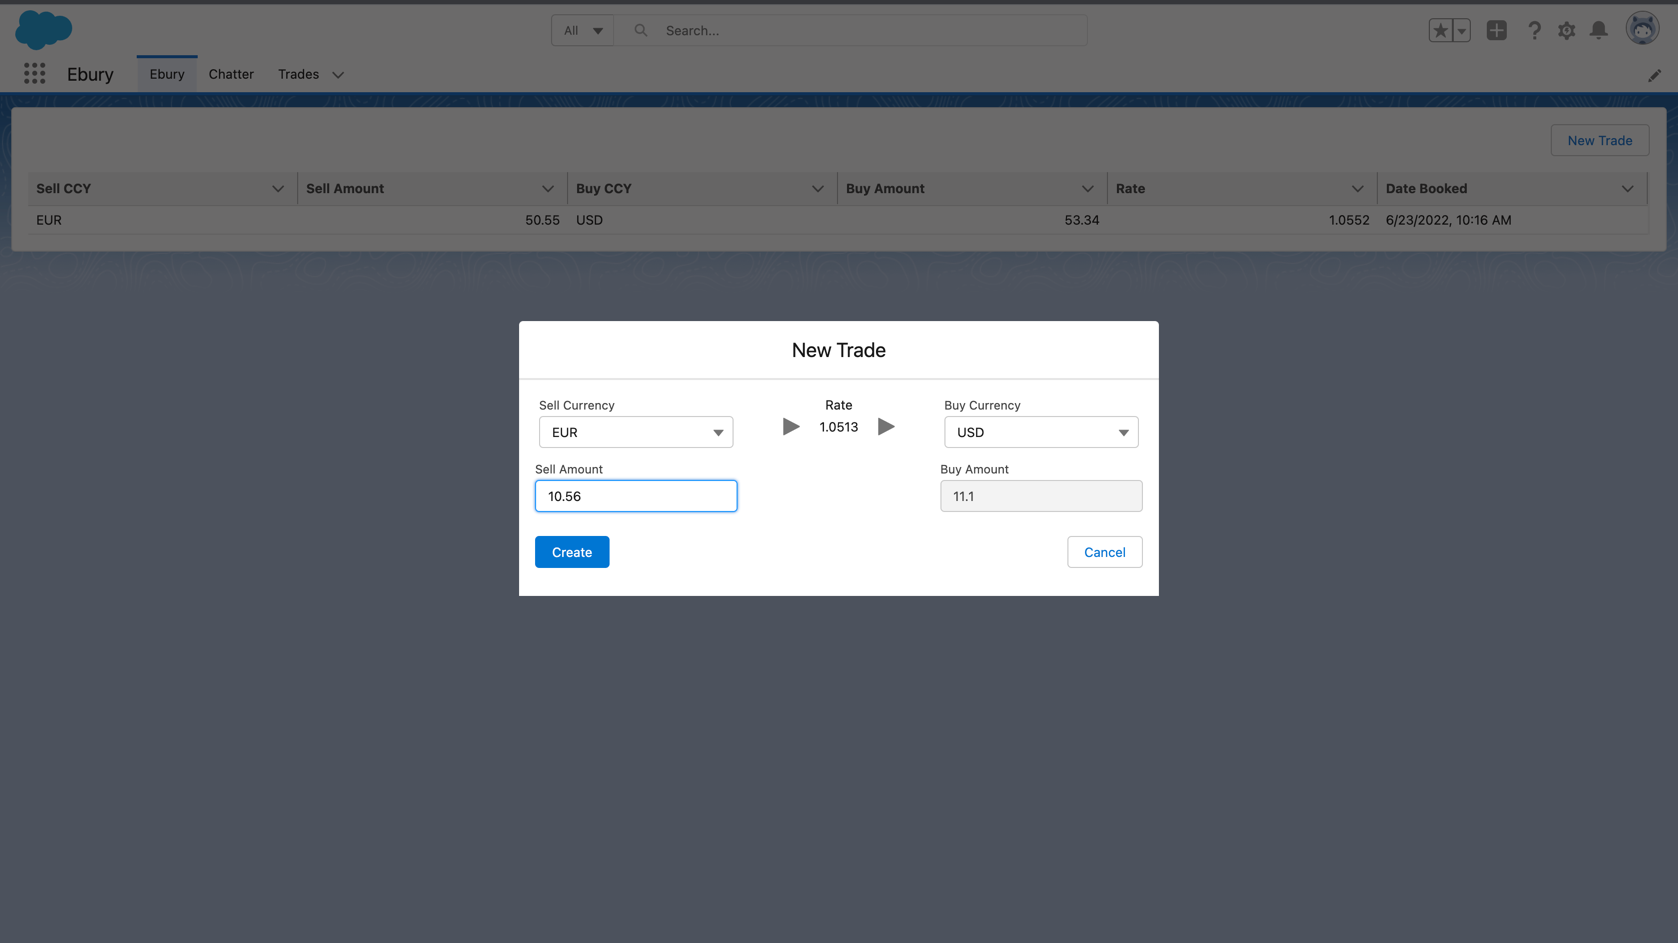 All
Search...
Ebury
Ebury
Chatter
Trades
New Trade
Sell CCY
Sell Amount
Buy CCY
Buy Amount
Rate
Date Booked
EUR
50.55
USD
53.34
1.0552
6/23/2022, 10:16 AM
New Trade
Sell Currency
Rate
Buy Currency
EUR
1.0513
USD
Sell Amount
Buy Amount
10.56
11.1
Create
Cancel